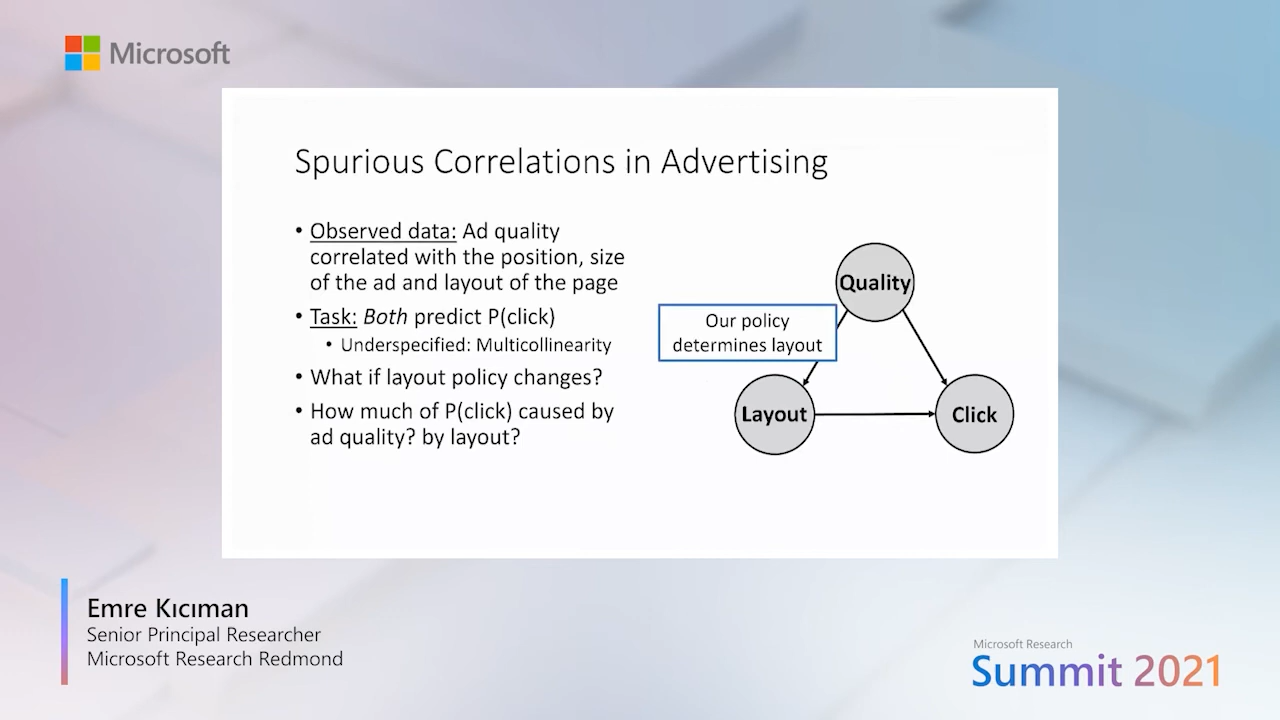 Microsoft
Spurious Correlations in Advertising
• Observed data: Ad quality
correlated with the position, size
of the ad and layout of the page
• Task: Both predict P(click)
• Underspecified: Multicollinearity
• What if layout policy changes?
• How much of P(click) caused by
ad quality? by layout?
Quality
Our policy
determines layout
Layout
Click
Emre Kıcıman
Senior Principal Researcher
Microsoft Research Redmond
Microsoft Research
Summit 2021